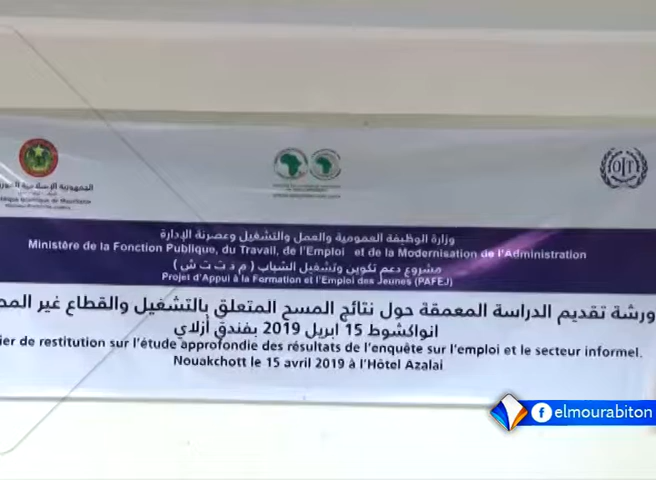 الجمهورية الإسلامية
OIT
وزارة الوظيفة العمومية والعمل والتشغيل وعصرنة الإدارة
Ministère de la Fonction Publique, du Travail, de l'Emploi et de la Modernisation de l'Administration
مشروع دعم تكوين وتشغيل الشباب ( م د ت ت ش )
Projet d'Appui à la Formation et l'Emploi des Jeunes (PAFEJ)
ورشة تقديم الدراسة المعمقة حول نتائج المسح المتعلق بالتشغيل والقطاع غير
انواكشوط 15 ابريل 2019 بفندق أزلاي
ier de restitution sur l'étude approfondie des résultats de l'enquête sur l'emploi et le secteur informel.
Nouakchott le 15 avril 2019 à l'Hôtel Azalai
elmourabiton